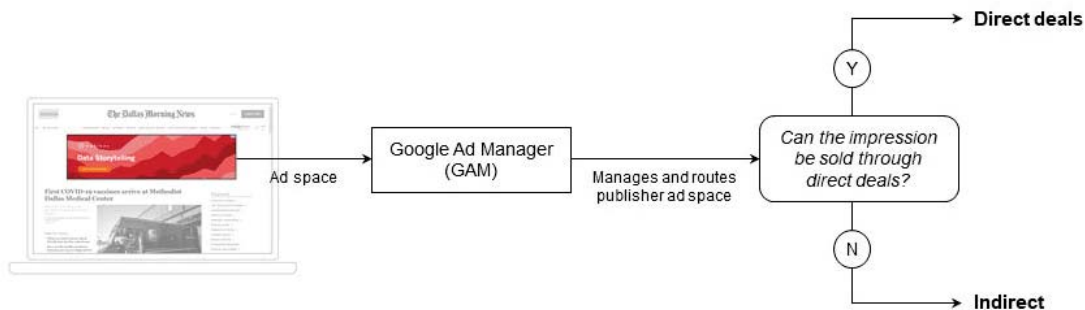 Direct deals
Y
The Dallas Morning News
Data Storytelling
Google Ad Manager
(GAM)
Can the impression
be sold through
direct deals?
Ad space
Manages and routes
publisher ad space
First COVID-19 vaccines arrive at Methodist
Dallas Medical Center
N
Indirect